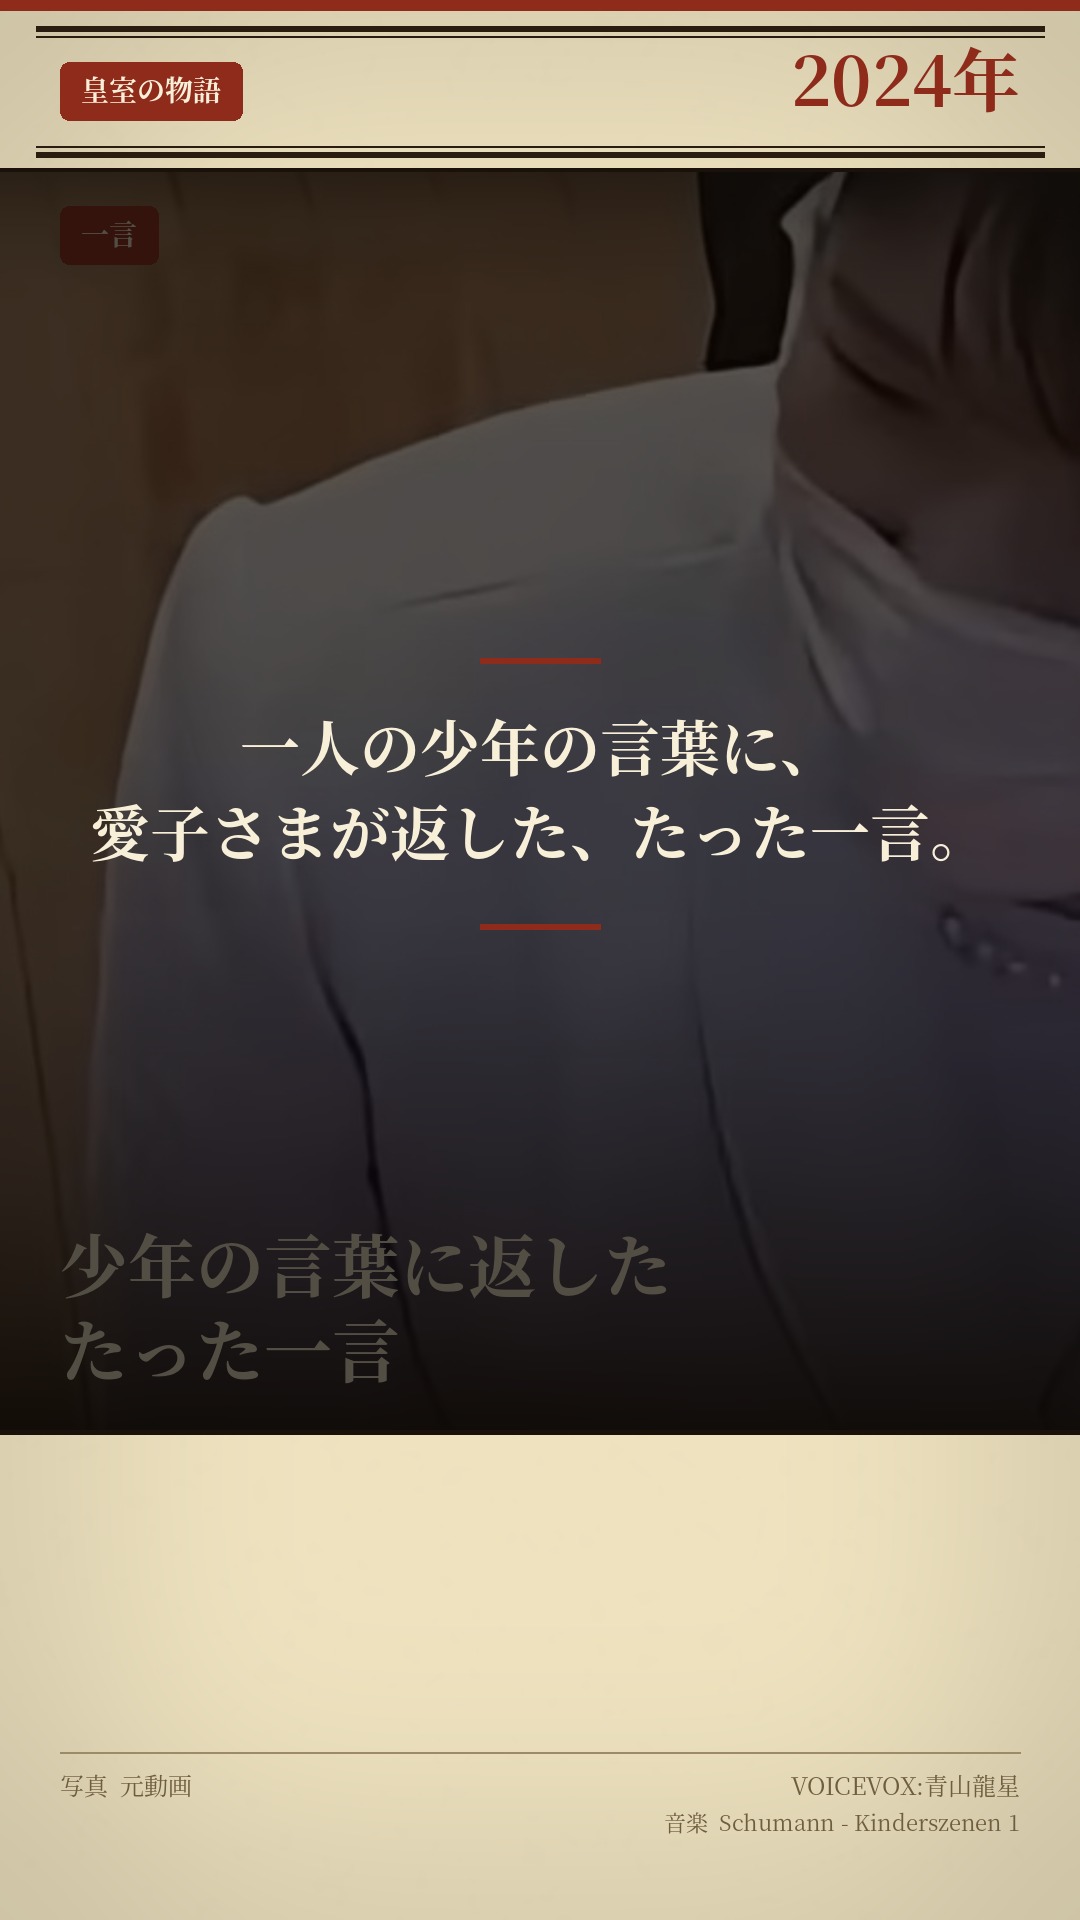 皇室の物語
2024年
一言
一人の少年の言葉に、
愛子さまが返した、たった一言。
少年の言葉に返した
たった一言
写真 元動画
VOICEVOX:青山龍星
音楽 Schumann - Kinderszenen 1